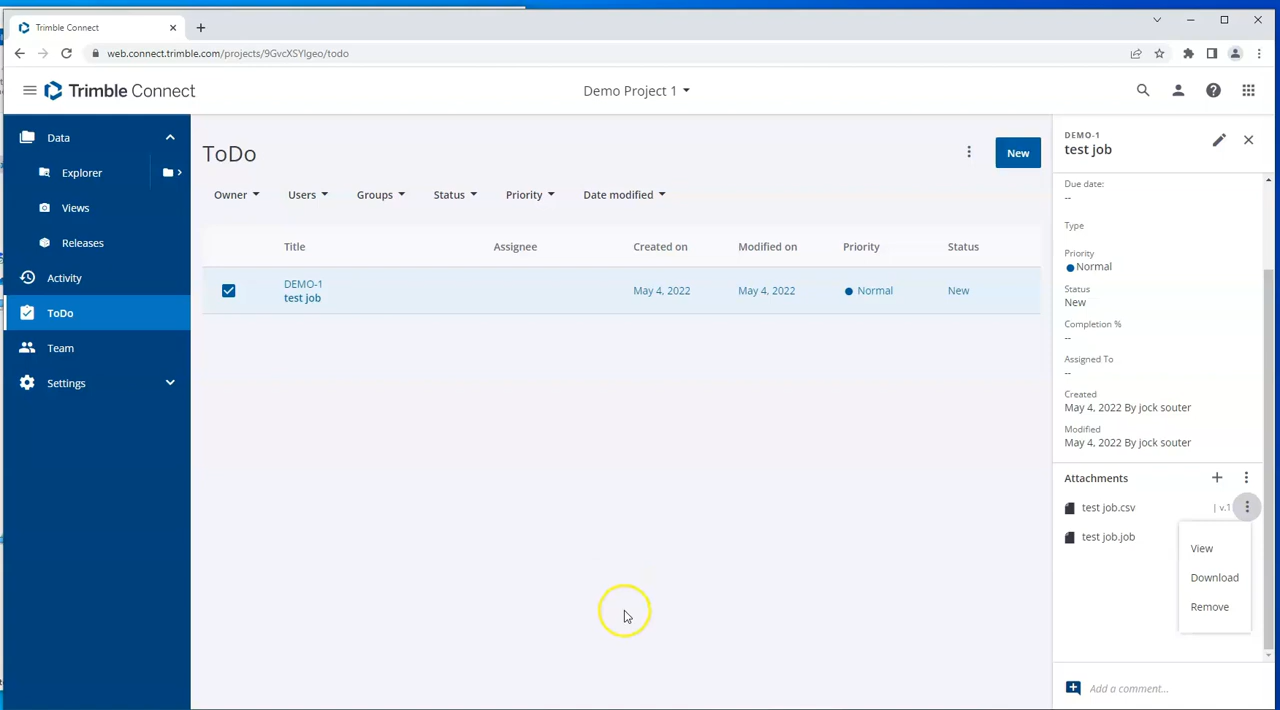 Trimble Connect
web.connect.trimble.com/projects/9GvcXSYIgeo/todo
Trimble Connect
Demo Project 1
Data
Explorer
Views
Releases
Activity
ToDo
Team
Settings
ToDo
New
Owner Users Groups Status Priority Date modified
Title Assignee Created on Modified on Priority Status
DEMO-1
test job May 4, 2022 May 4, 2022 Normal New
DEMO-1
test job
Due date:
--
Type
Priority
Normal
Status
New
Completion %
--
Assigned To
--
Created
May 4, 2022 By jock souter
Modified
May 4, 2022 By jock souter
Attachments
test job.csv | v.1
test job.job
View
Download
Remove
Add a comment...